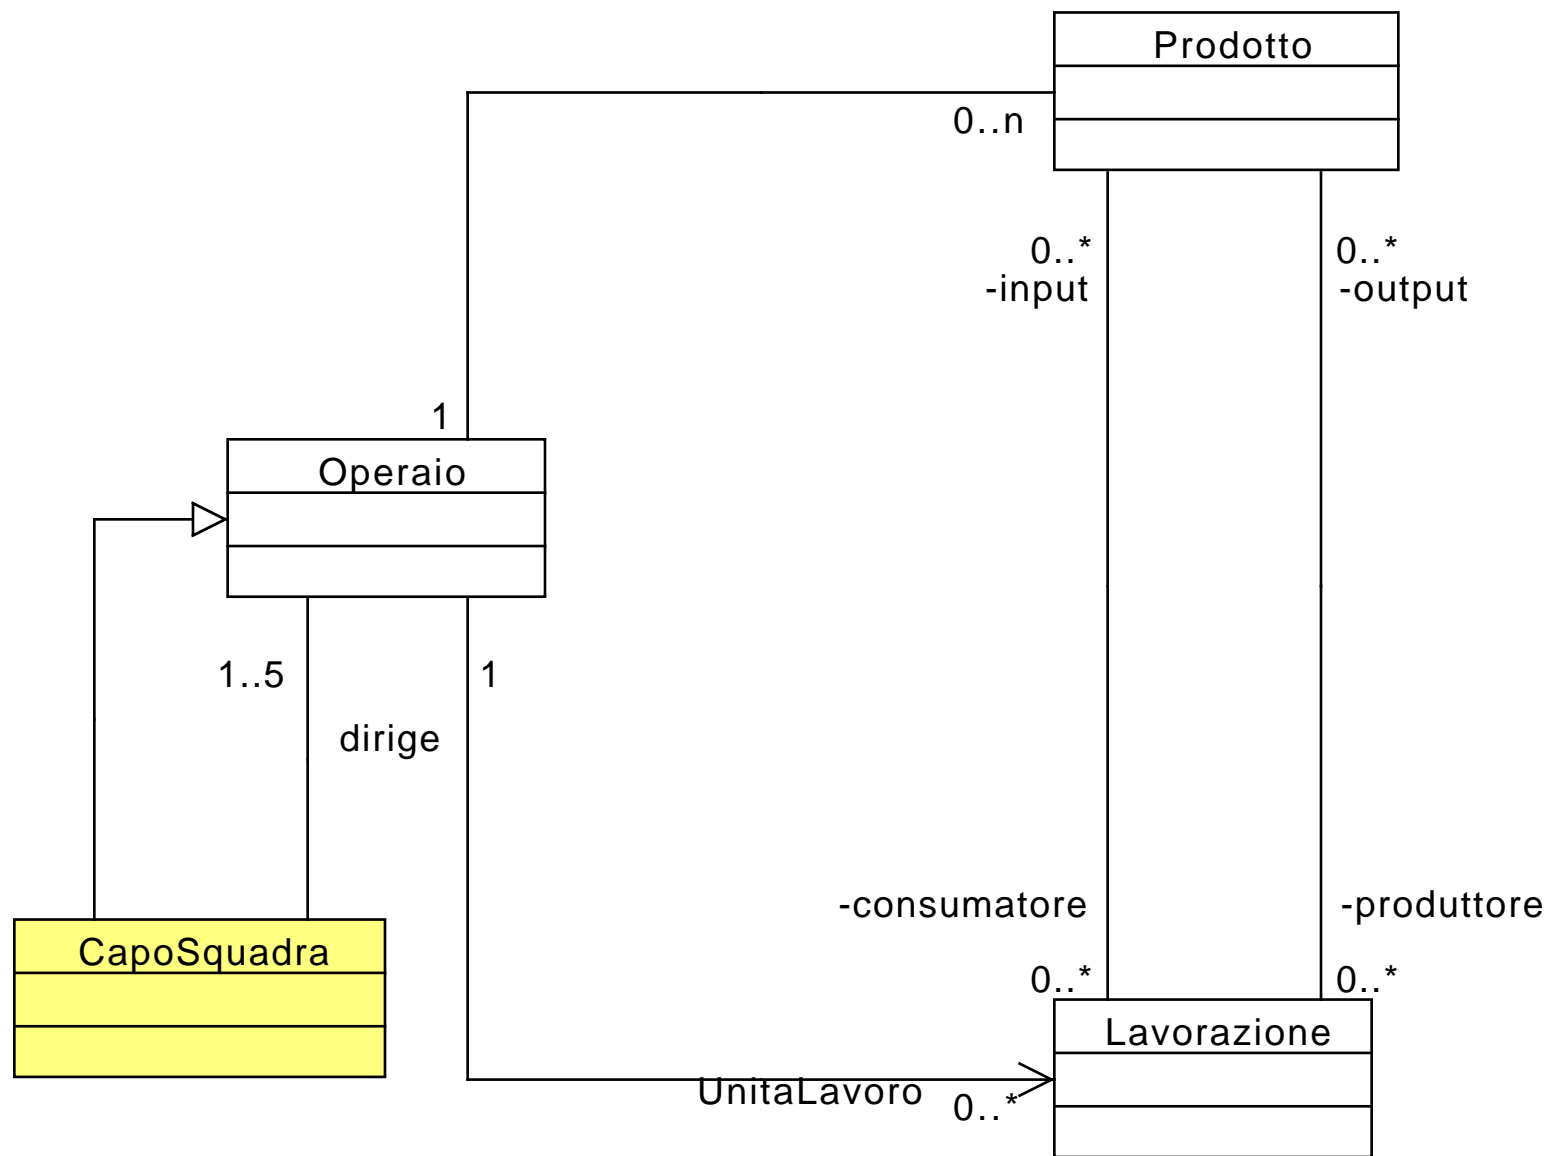 Prodotto
0..n
0..*
0..*
-input
-output
1
Operaio
1..5
1
dirige
-consumatore
-produttore
CapoSquadra
0..*
0..*
Lavorazione
UnitaLavoro
0..*